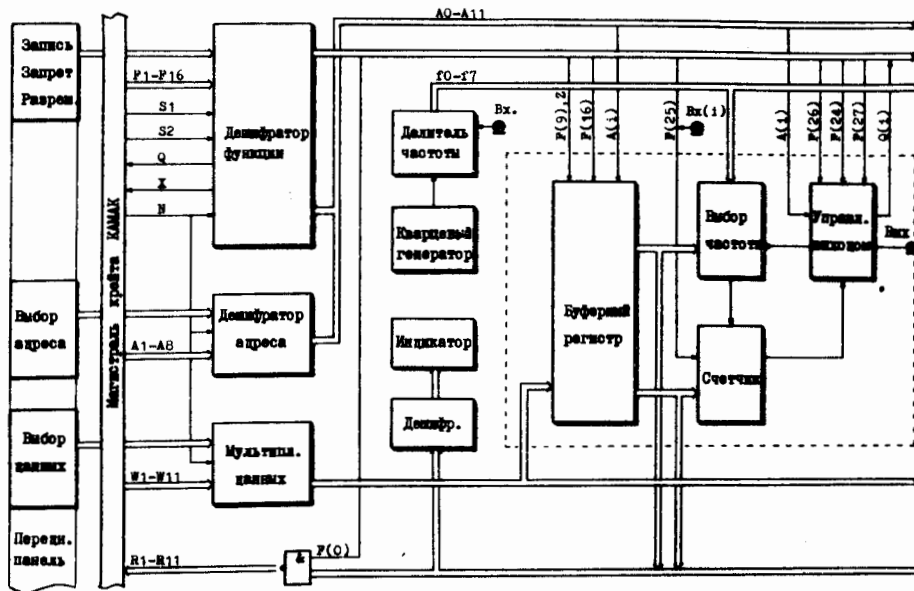 Запись
Запрет
Разреш.
Выбор
адреса
Выбор
данных
Передн.
панель
Магистраль крейта КАМАК
F1-F16
S1
S2
Q
X
N
A1-A8
W1-W11
R1-R11
Дешифратор
функции
Дешифратор
адреса
Мультипл.
данных
&
F(0)
A0-A11
f0-f7
Делитель
частоты
Вх.
Кварцевый
генератор
Индикатор
Дешифр.
F(9),Z
F(16)
A(i)
F(25)
Вх(i)
A(i)
F(26)
F(24)
F(27)
Q(i)
Буферный
регистр
Выбор
частоты
Счетчик
Управл.
выходом
Вых